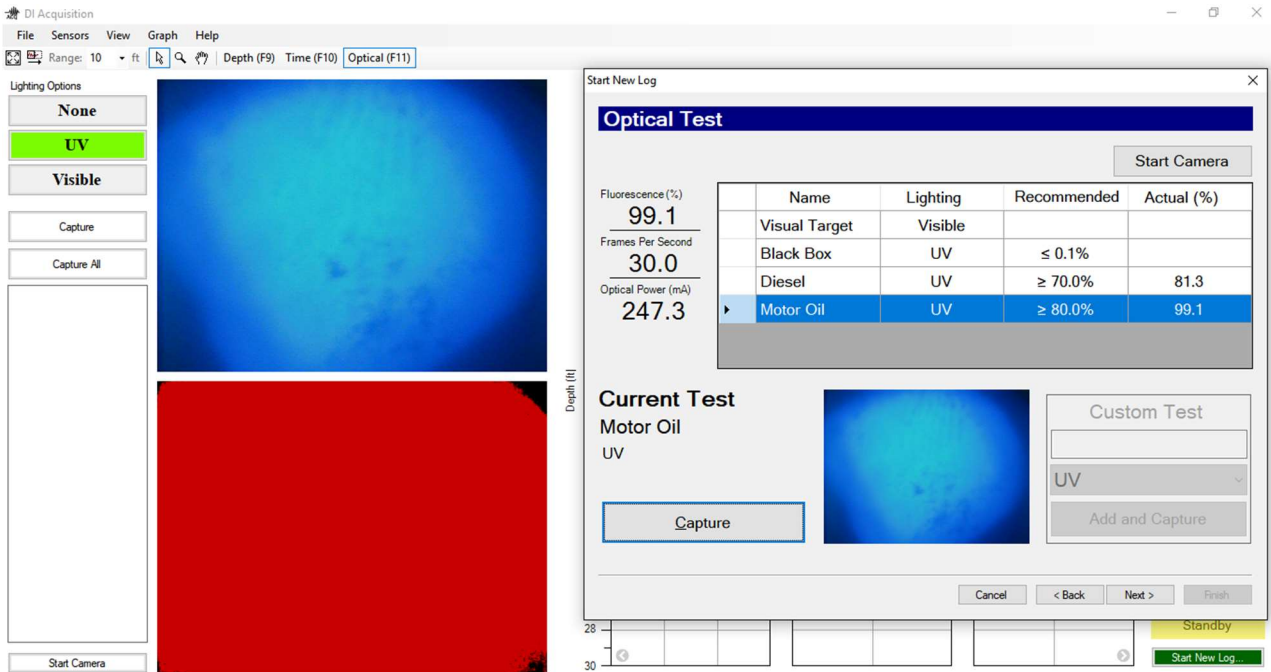 DI Acquisition
File Sensors View Graph Help
Range: 10 ft Depth (F9) Time (F10) Optical (F11)
Lighting Options
None
UV
Visible
Capture
Capture All
Start Camera
Depth (ft)
28
30
Standby
Start New Log...
Start New Log
Optical Test
Start Camera
Fluorescence (%)
99.1
Frames Per Second
30.0
Optical Power (mA)
247.3
Name Lighting Recommended Actual (%)
Visual Target Visible
Black Box UV ≤ 0.1%
Diesel UV ≥ 70.0% 81.3
Motor Oil UV ≥ 80.0% 99.1
Current Test
Motor Oil
UV
Capture
Custom Test
UV
Add and Capture
Cancel < Back Next > Finish